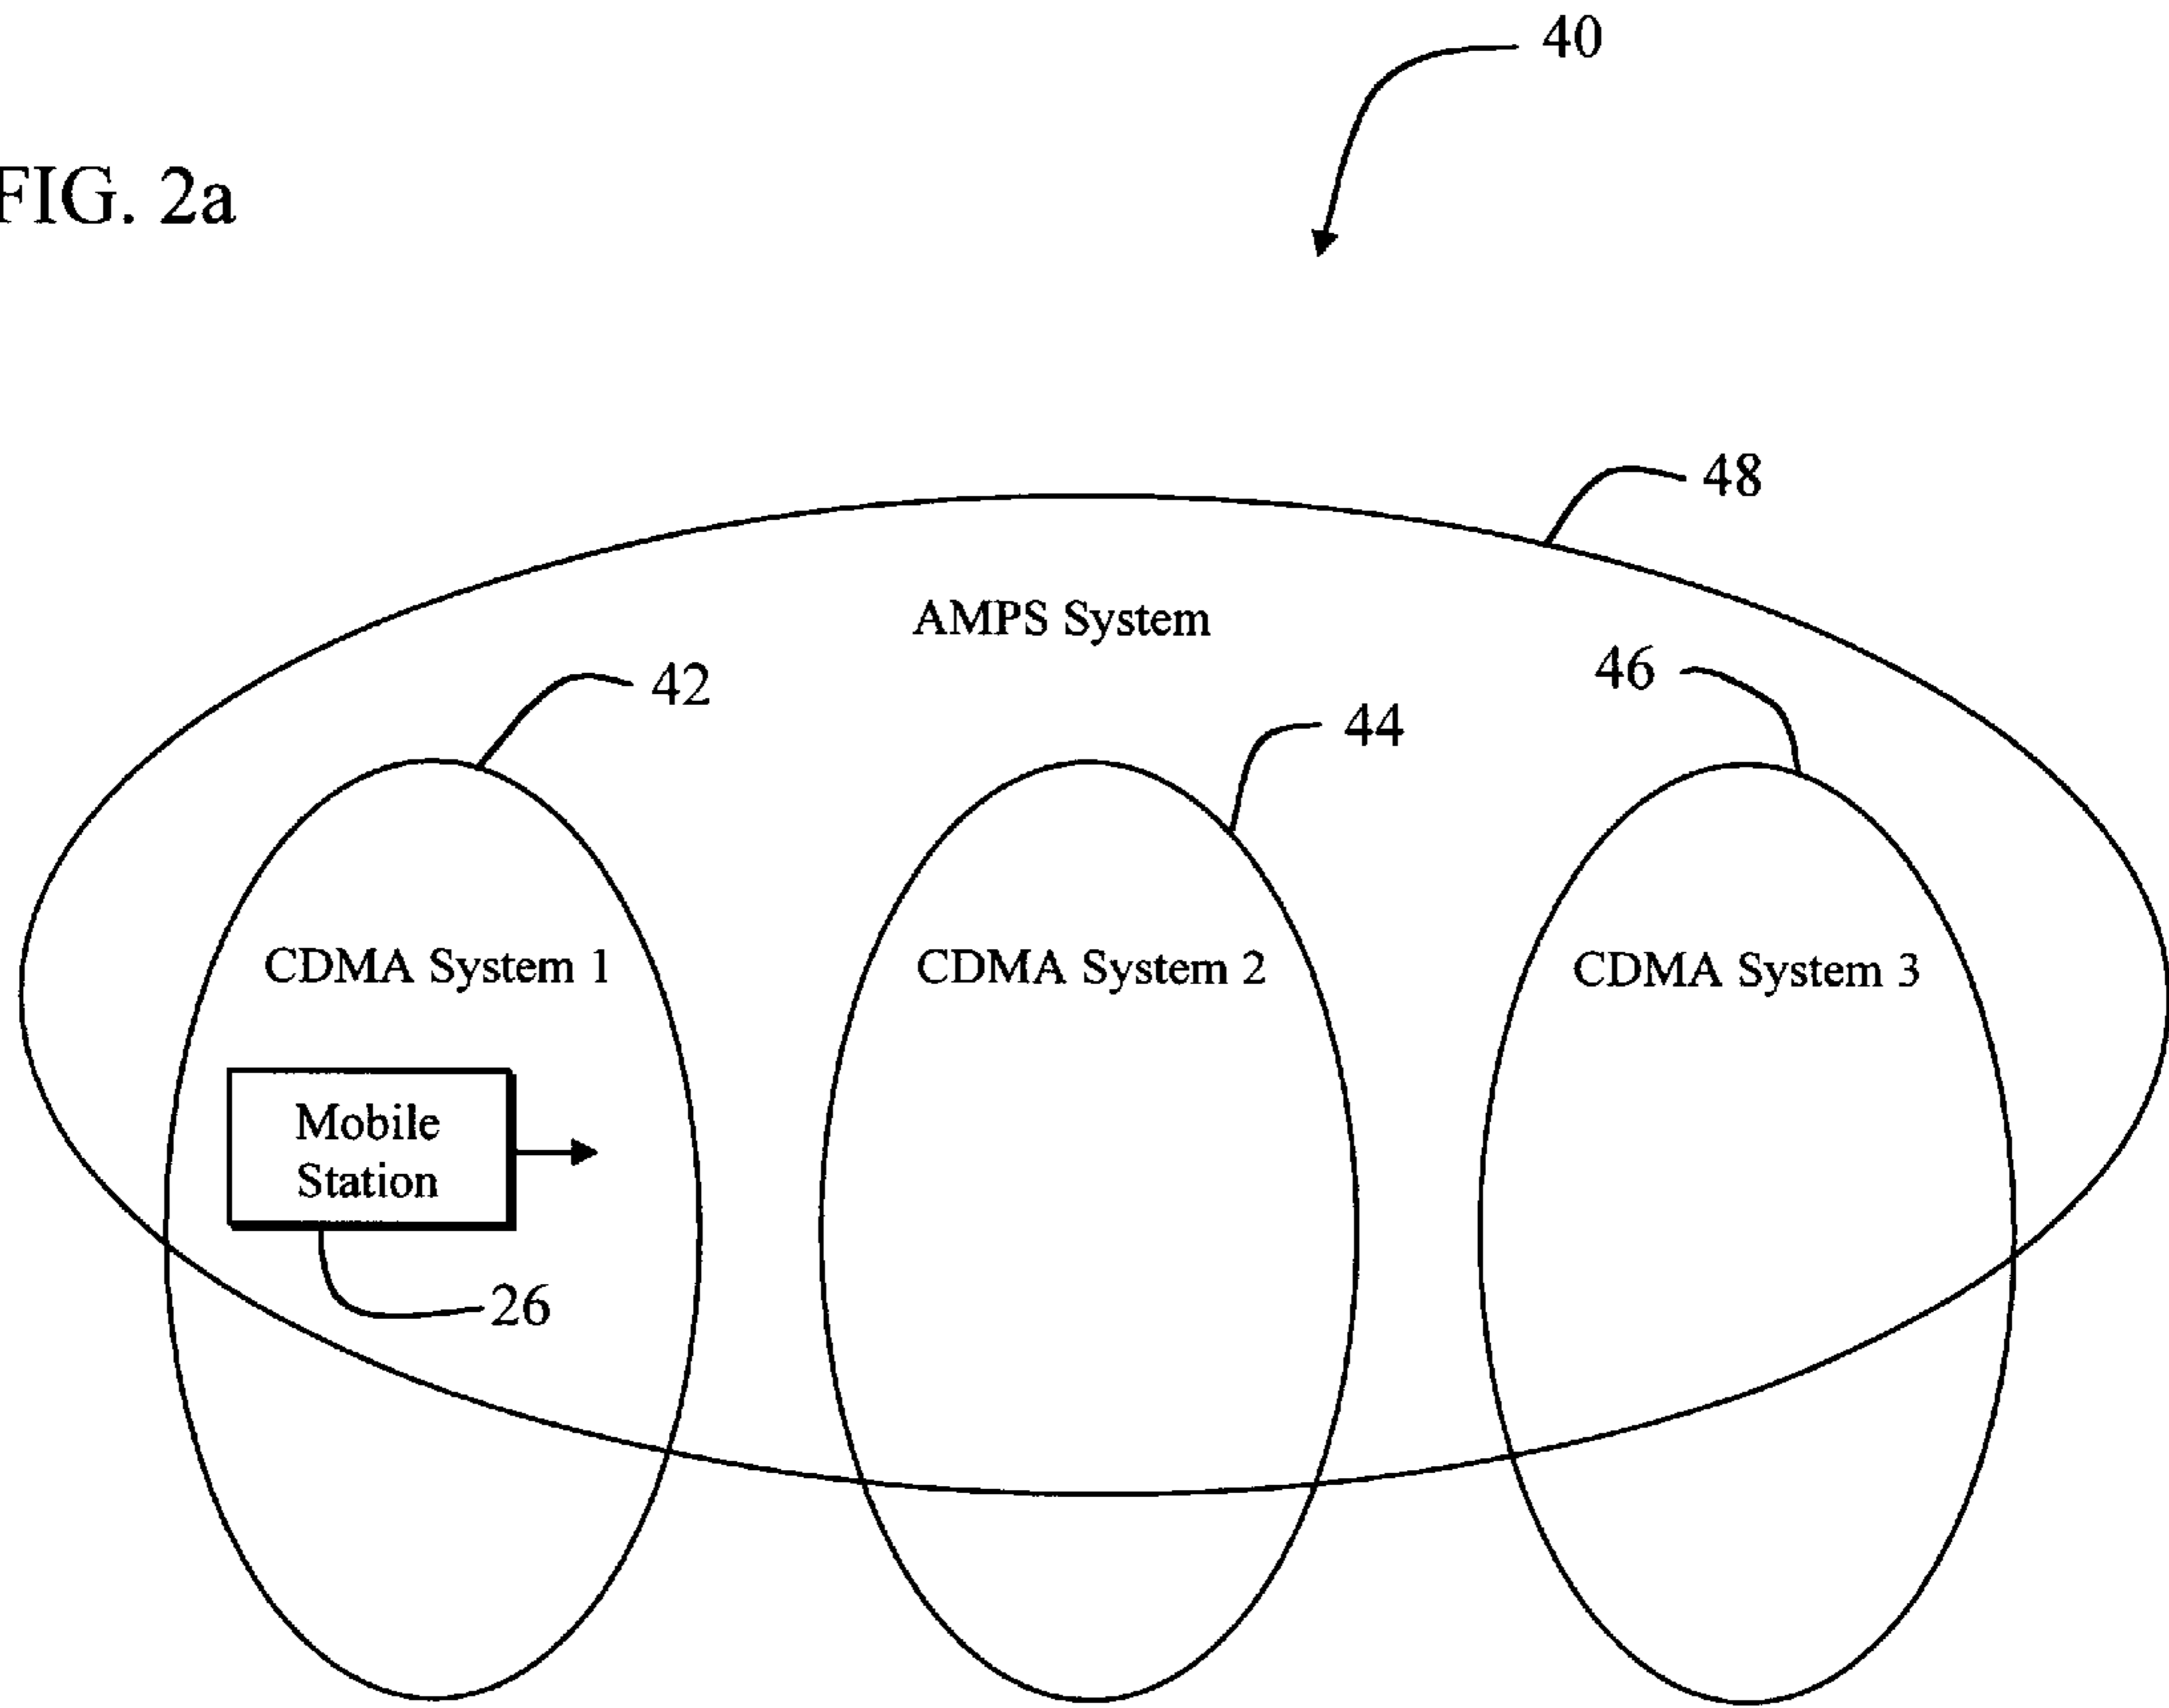 40
FIG. 2a
48
AMPS System
46
42
44
CDMA System 1
CDMA System 2
CDMA System 3
Mobile
Station
26